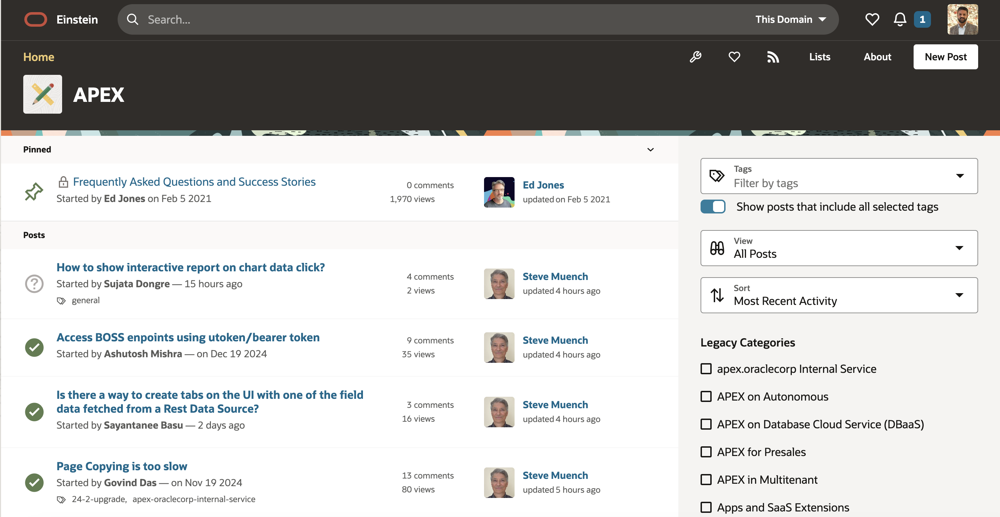 Einstein
Search...
This Domain
1
Home
Lists
About
New Post
APEX
Pinned
Frequently Asked Questions and Success Stories
Started by Ed Jones on Feb 5 2021
0 comments
1,970 views
Ed Jones
updated on Feb 5 2021
Posts
How to show interactive report on chart data click?
Started by Sujata Dongre — 15 hours ago
general
4 comments
2 views
Steve Muench
updated 4 hours ago
Access BOSS enpoints using utoken/bearer token
Started by Ashutosh Mishra — on Dec 19 2024
9 comments
35 views
Steve Muench
updated 4 hours ago
Is there a way to create tabs on the UI with one of the field
data fetched from a Rest Data Source?
Started by Sayantanee Basu — 2 days ago
3 comments
16 views
Steve Muench
updated 4 hours ago
Page Copying is too slow
Started by Govind Das — on Nov 19 2024
24-2-upgrade, apex-oraclecorp-internal-service
13 comments
80 views
Steve Muench
updated 5 hours ago
Tags
Filter by tags
Show posts that include all selected tags
View
All Posts
Sort
Most Recent Activity
Legacy Categories
apex.oraclecorp Internal Service
APEX on Autonomous
APEX on Database Cloud Service (DBaaS)
APEX for Presales
APEX in Multitenant
Apps and SaaS Extensions